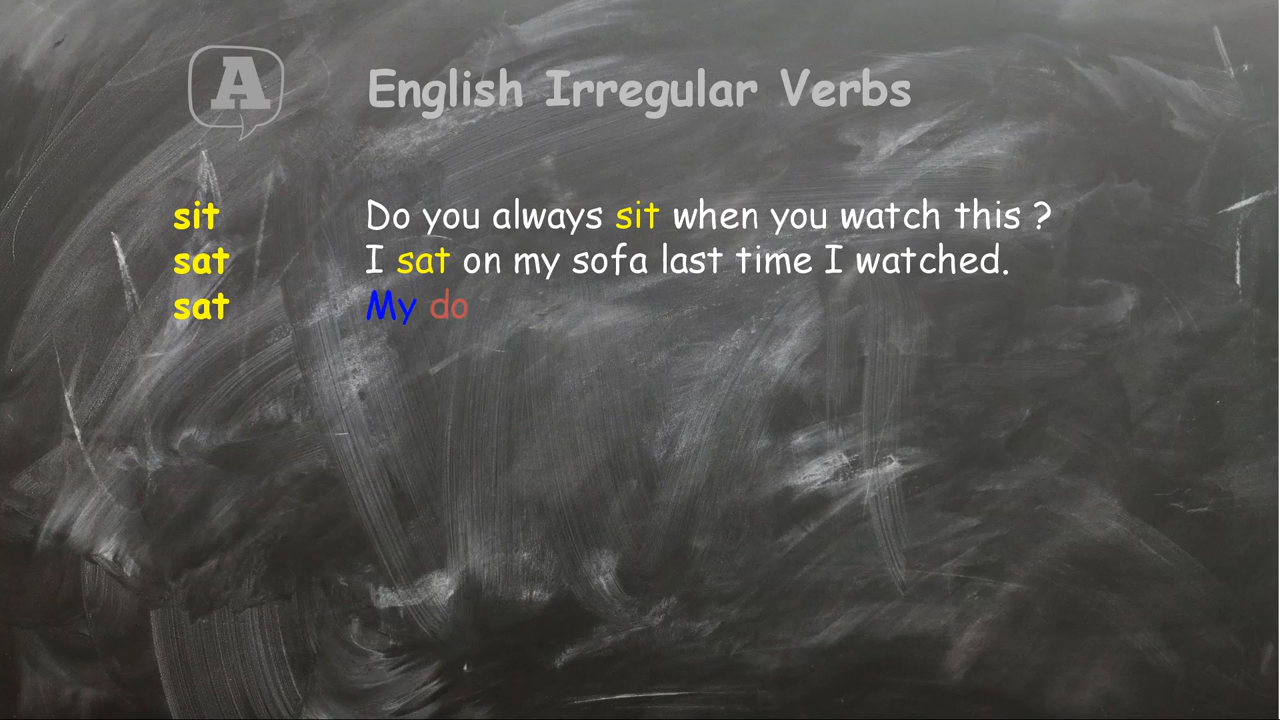 A English Irregular Verbs
sit Do you always sit when you watch this ?
sat I sat on my sofa last time I watched.
sat My do